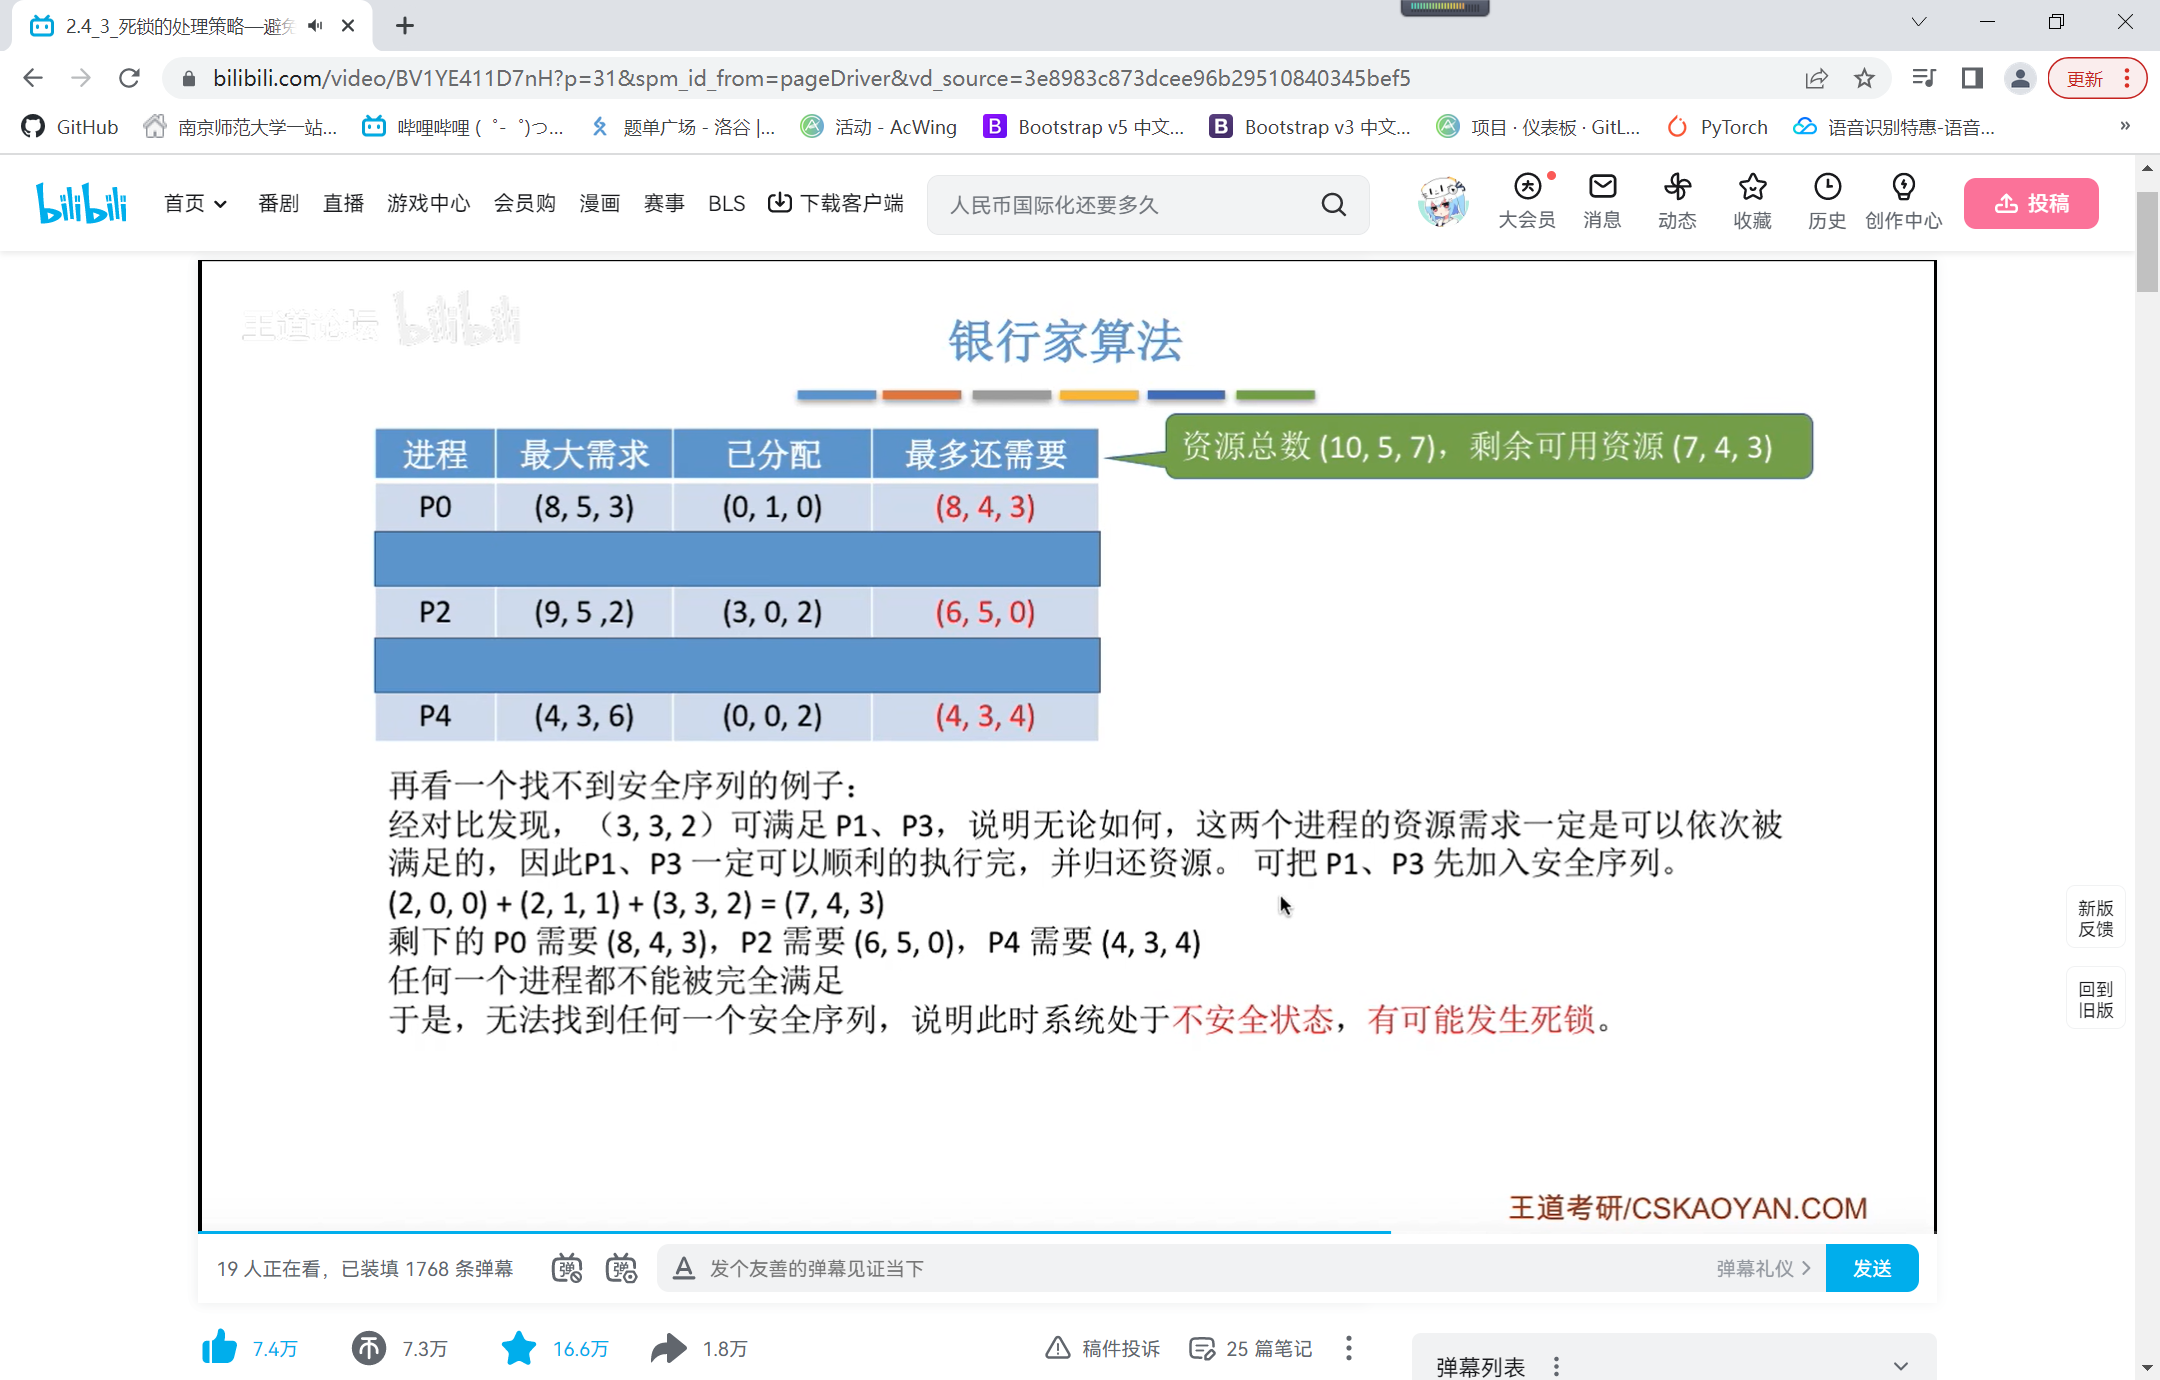 2.4_3_死锁的处理策略—避免
bilibili.com/video/BV1YE411D7nH?p=31&spm_id_from=pageDriver&vd_source=3e8983c873dcee96b29510840345bef5
更新
GitHub 南京师范大学一站... 哔哩哔哩 ( ゜- ゜)つ... 题单广场 - 洛谷 |... 活动 - AcWing Bootstrap v5 中文... Bootstrap v3 中文... 项目 · 仪表板 · GitL... PyTorch 语音识别特惠-语音... »
bilibili 首页 番剧 直播 游戏中心 会员购 漫画 赛事 BLS 下载客户端 人民币国际化还要多久 大会员 消息 动态 收藏 历史 创作中心 投稿
王道论坛 bilibili
银行家算法
资源总数 (10, 5, 7)，剩余可用资源 (7, 4, 3)
进程 最大需求 已分配 最多还需要
P0 (8, 5, 3) (0, 1, 0) (8, 4, 3)
P2 (9, 5 ,2) (3, 0, 2) (6, 5, 0)
P4 (4, 3, 6) (0, 0, 2) (4, 3, 4)
再看一个找不到安全序列的例子：
经对比发现，（3, 3, 2）可满足 P1、P3，说明无论如何，这两个进程的资源需求一定是可以依次被
满足的，因此P1、P3 一定可以顺利的执行完，并归还资源。 可把 P1、P3 先加入安全序列。
(2, 0, 0) + (2, 1, 1) + (3, 3, 2) = (7, 4, 3)
剩下的 P0 需要 (8, 4, 3)，P2 需要 (6, 5, 0)，P4 需要 (4, 3, 4)
任何一个进程都不能被完全满足
于是，无法找到任何一个安全序列，说明此时系统处于不安全状态，有可能发生死锁。
王道考研/CSKAOYAN.COM
新版
反馈
回到
旧版
19 人正在看，已装填 1768 条弹幕 发个友善的弹幕见证当下 弹幕礼仪 发送
7.4万 7.3万 16.6万 1.8万 稿件投诉 25 篇笔记
弹幕列表